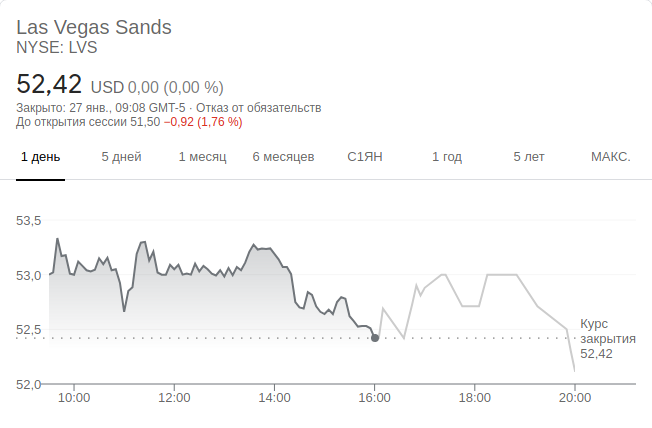 Las Vegas Sands
NYSE: LVS
52,42 USD 0,00 (0,00 %)
Закрыто: 27 янв., 09:08 GMT-5 · Отказ от обязательств
До открытия сессии 51,50 −0,92 (1,76 %)
1 день 5 дней 1 месяц 6 месяцев С1ЯН 1 год 5 лет МАКС.
53,5
53,0
52,5
52,0
Курс
закрытия
52,42
10:00 12:00 14:00 16:00 18:00 20:00